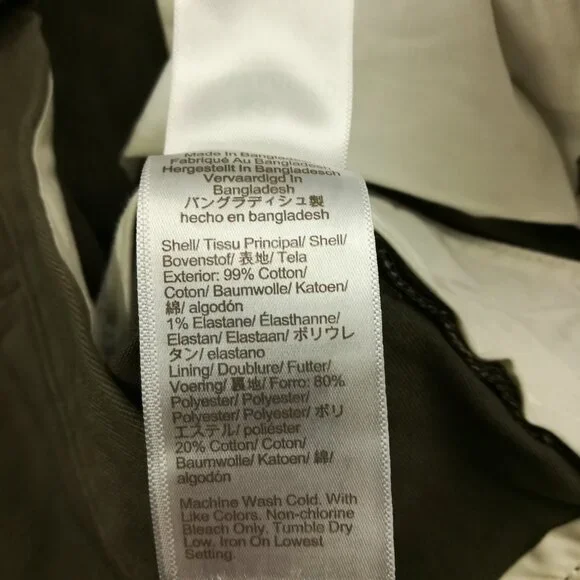 Made In Bangladesh
Fabriqué Au Bangladesh
Hergestellt In Bangladesch
Vervaardigd In
Bangladesh
バングラディシュ製
hecho en bangladesh
Shell/ Tissu Principal/ Shell/
Bovenstof/ 表地/ Tela
Exterior: 99% Cotton/
Coton/ Baumwolle/ Katoen/
綿/ algodón
1% Elastane/ Élasthanne/
Elastan/ Elastaan/ ポリウレ
タン/ elastano
Lining/ Doublure/ Futter/
Voering/ 裏地/ Forro: 80%
Polyester/ Polyester/
Polyester/ Polyester/ ポリ
エステル/ poliéster
20% Cotton/ Coton/
Baumwolle/ Katoen/ 綿/
algodón
Machine Wash Cold. With
Like Colors. Non-chlorine
Bleach Only. Tumble Dry
Low. Iron On Lowest
Setting.